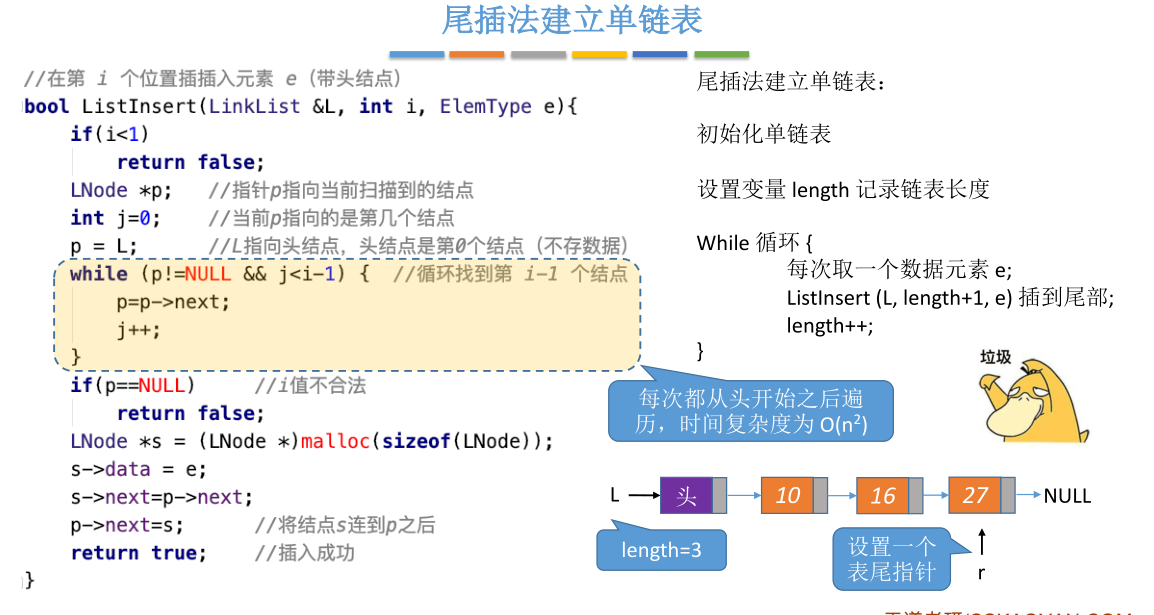 尾插法建立单链表
//在第 i 个位置插插入元素 e（带头结点）
bool ListInsert(LinkList &L, int i, ElemType e){
if(i<1)
return false;
LNode *p; //指针p指向当前扫描到的结点
int j=0; //当前p指向的是第几个结点
p = L; //L指向头结点，头结点是第0个结点（不存数据）
while (p!=NULL && j<i-1) { //循环找到第 i-1 个结点
p=p->next;
j++;
}
if(p==NULL) //i值不合法
return false;
LNode *s = (LNode *)malloc(sizeof(LNode));
s->data = e;
s->next=p->next;
p->next=s; //将结点s连到p之后
return true; //插入成功
}
尾插法建立单链表：
初始化单链表
设置变量 length 记录链表长度
While 循环 {
每次取一个数据元素 e;
ListInsert (L, length+1, e) 插到尾部;
length++;
}
垃圾
每次都从头开始之后遍
历，时间复杂度为 O(n²)
L 头 10 16 27 NULL
length=3
设置一个
表尾指针
r